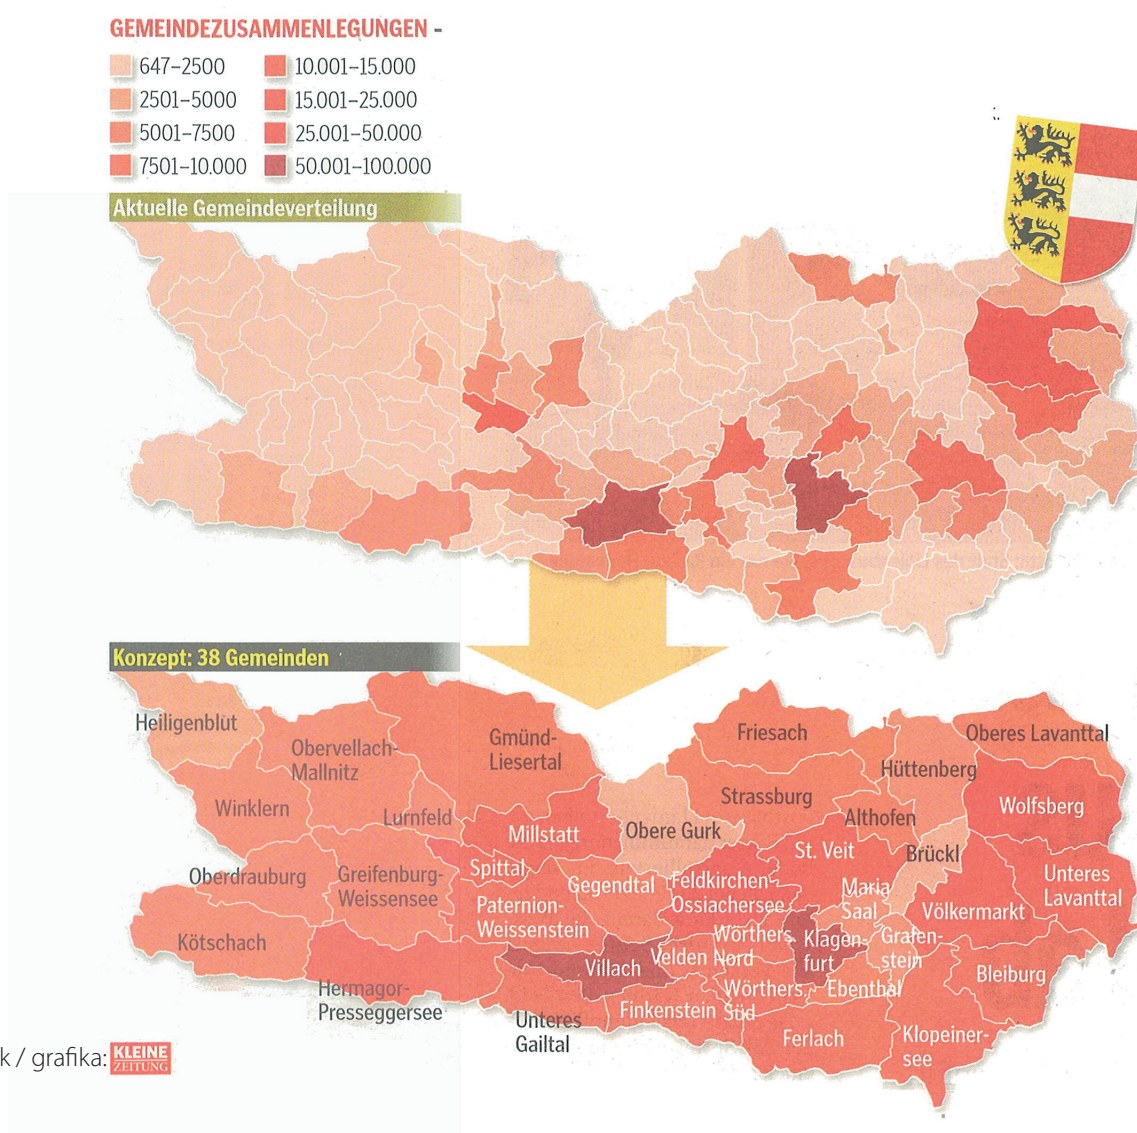 GEMEINDEZUSAMMENLEGUNGEN -
647–2500
2501–5000
5001–7500
7501–10.000
10.001–15.000
15.001–25.000
25.001–50.000
50.001–100.000
Aktuelle Gemeindeverteilung
Konzept: 38 Gemeinden
Heiligenblut
Obervellach-
Mallnitz
Gmünd-
Liesertal
Friesach
Oberes Lavanttal
Hüttenberg
Winklern
Lurnfeld
Millstatt
Obere Gurk
Strassburg
Althofen
Wolfsberg
Oberdrauburg
Greifenburg-
Weissensee
Spittal
Gegendtal
Feldkirchen-
Ossiachersee
St. Veit
Brückl
Maria
Saal
Unteres
Lavanttal
Paternion-
Weissenstein
Völkermarkt
Kötschach
Villach
Velden
Wörthers.
Nord
Klagen-
furt
Grafen-
stein
Bleiburg
Hermagor-
Presseggersee
Unteres
Gailtal
Finkenstein
Wörthers.
Süd
Ebenthal
Ferlach
Klopeiner-
see
k / grafika:
KLEINE
ZEITUNG